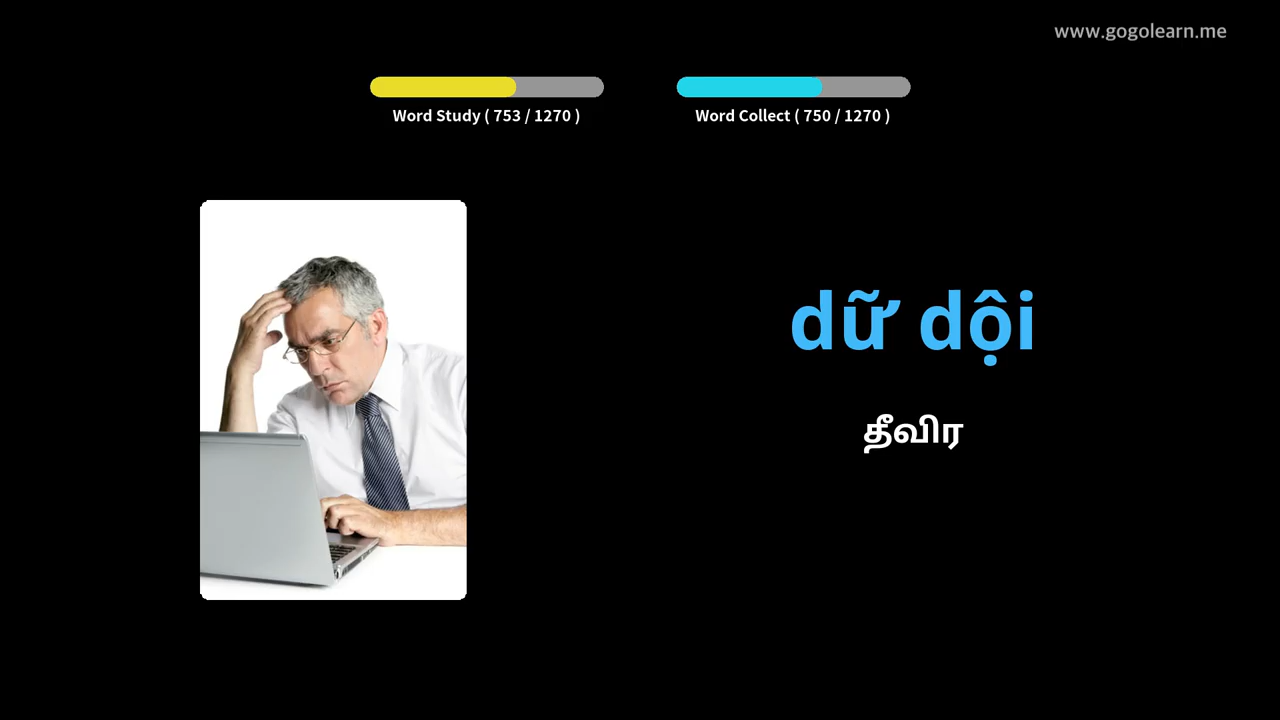 www.gogolearn.me
Word Study ( 753 / 1270 )
Word Collect ( 750 / 1270 )
dữ dội
தீவிர